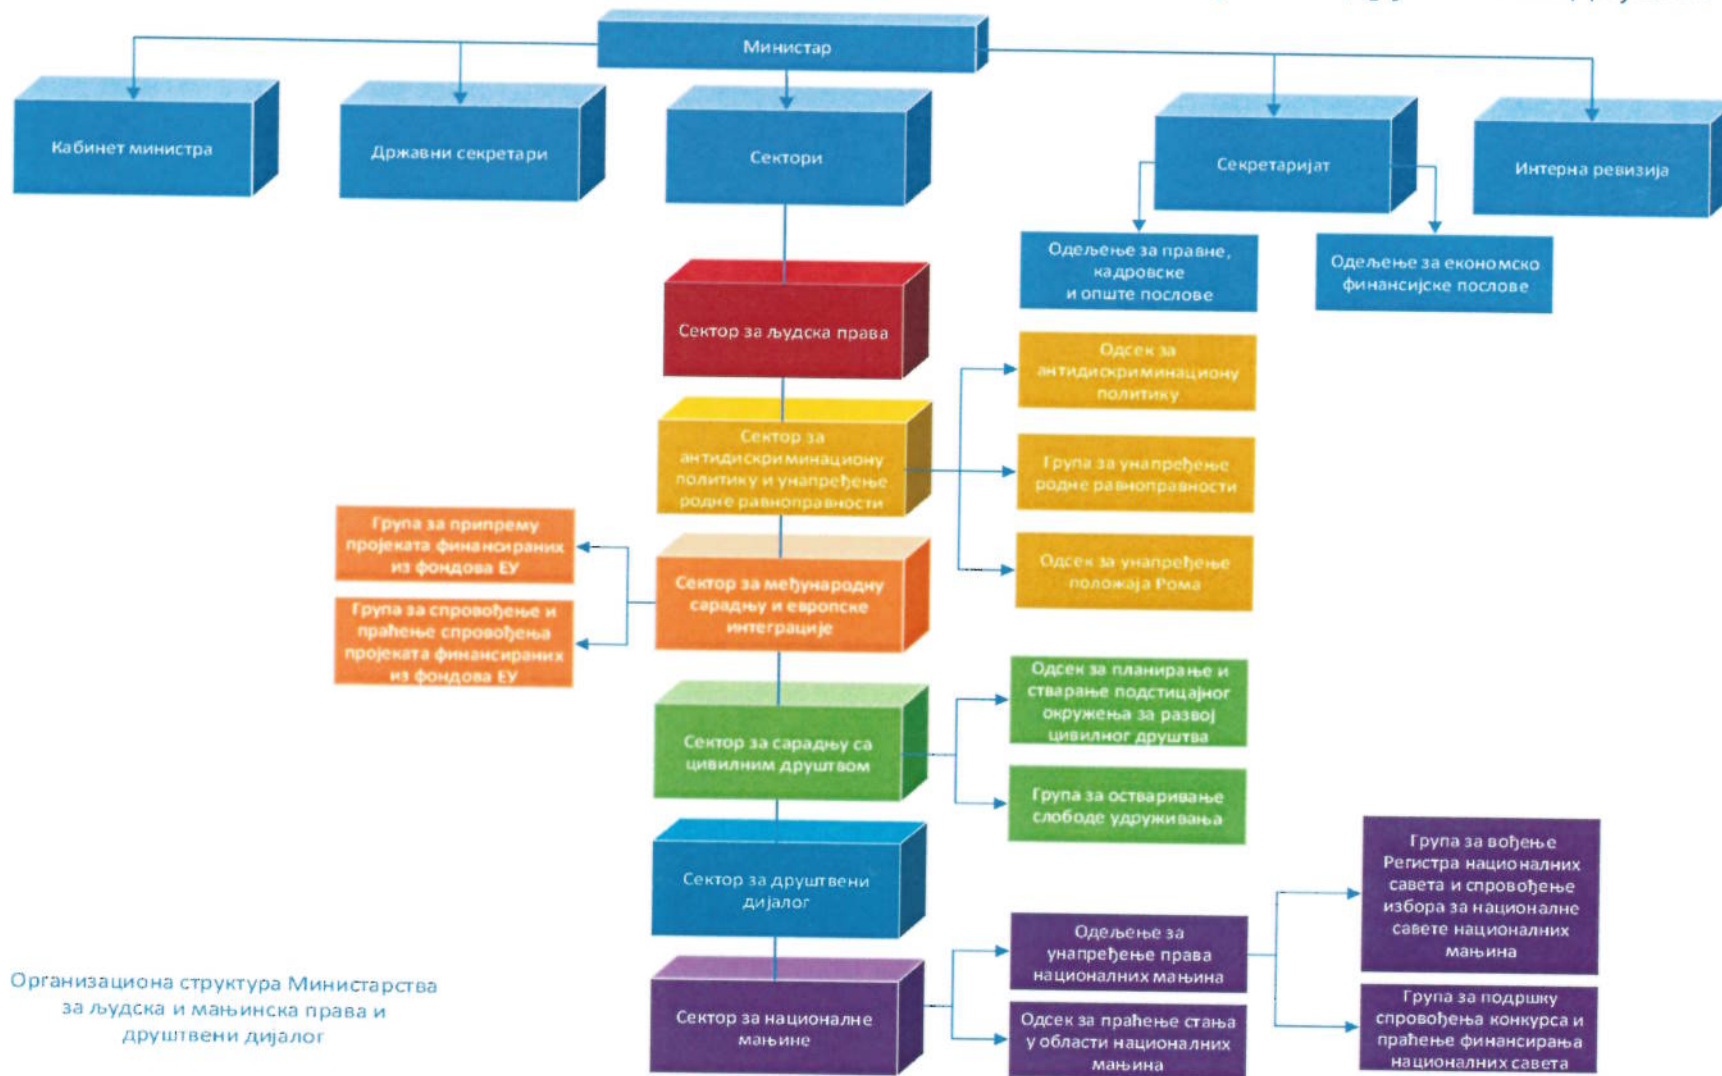 Министар
Кабинет министра
Државни секретари
Сектори
Секретаријат
Интерна ревизија
Одељење за правне,
кадровске
и опште послове
Одељење за економско
финансијске послове
Сектор за људска права
Одсек за
антидискриминациону
политику
Сектор за
антидискриминациону
политику и унапређење
родне равноправности
Група за унапређење
родне равноправности
Одсек за унапређење
положаја Рома
Група за припрему
пројеката финансираних
из фондова ЕУ
Сектор за међународну
сарадњу и европске
интеграције
Група за спровођење и
праћење спровођења
пројеката финансираних
из фондова ЕУ
Одсек за планирање и
стварање подстицајног
окружења за развој
цивилног друштва
Сектор за сарадњу са
цивилним друштвом
Група за остваривање
слободе удруживања
Сектор за друштвени
дијалог
Група за вођење
Регистра националних
савета и спровођење
избора за националне
савете националних
мањина
Одељење за
унапређење права
националних мањина
Сектор за националне
мањине
Одсек за праћење стања
у области националних
мањина
Група за подршку
спровођења конкурса и
праћење финансирања
националних савета
Организациона структура Министарства
за људска и мањинска права и
друштвени дијалог